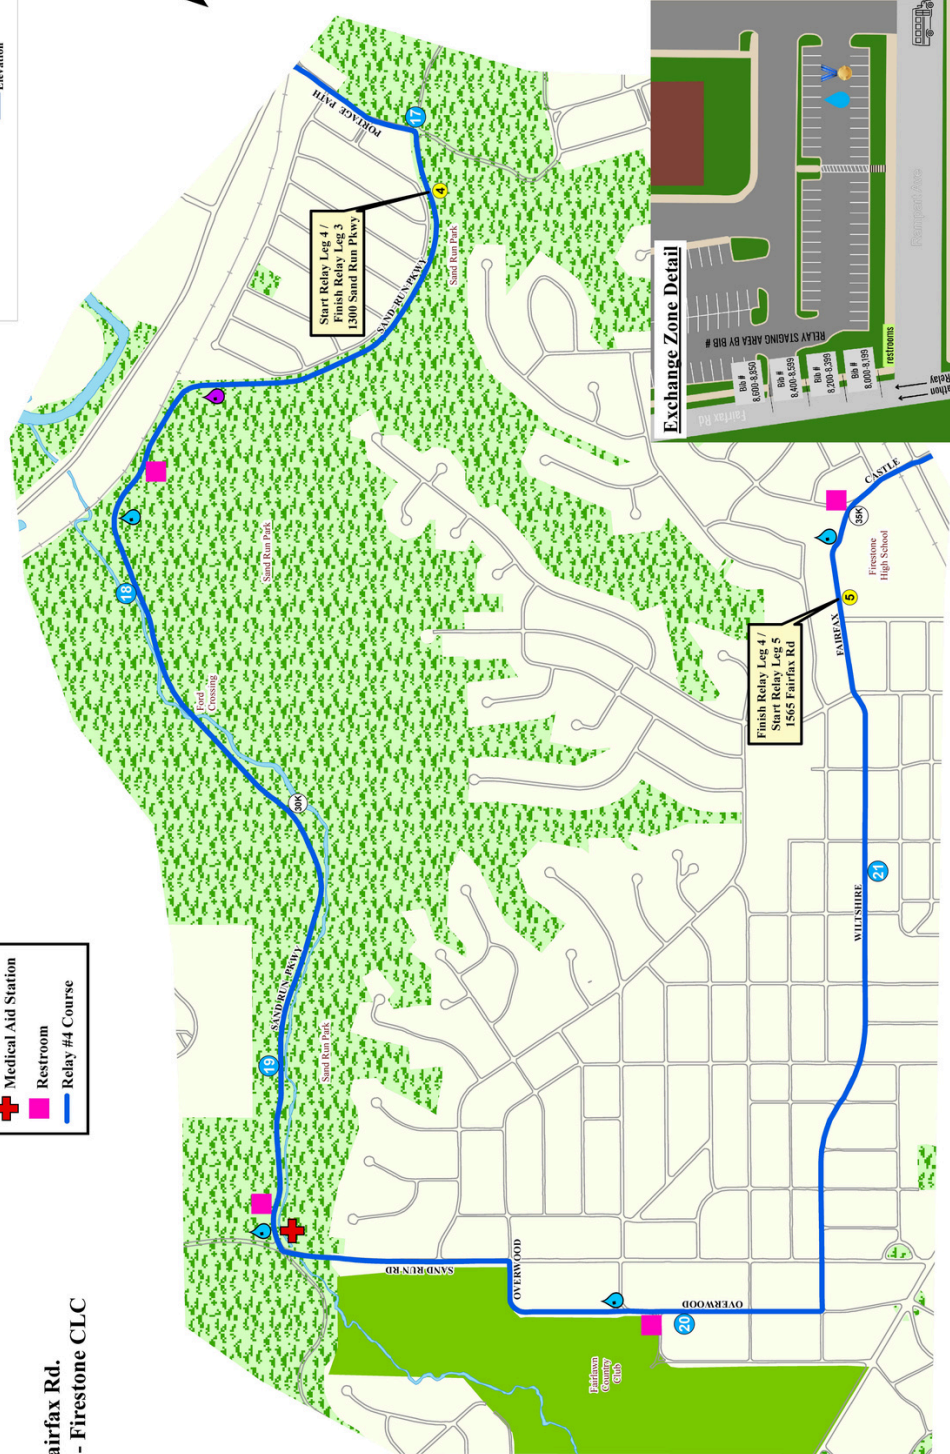 Elevation
Medical Aid Station
Restroom
Relay #4 Course
airfax Rd.
- Firestone CLC
PORTAGE PATH
17
4
Start Relay Leg 4 /
Finish Relay Leg 3
1300 Sand Run Pkwy
Sand Run Park
SAND RUN PKWY
18
Sand Run Park
Ford
Crossing
30K
SAND RUN PKWY
19
Sand Run Park
SAND RUN RD
OVERWOOD
OVERWOOD
20
Fairlawn
Country
Club
WILTSHIRE
21
Finish Relay Leg 4 /
Start Relay Leg 5
1565 Fairfax Rd
FAIRFAX
5
Firestone
High School
35K
CASTLE
Exchange Zone Detail
RELAY STAGING AREA BY BIB #
Bib #
8,600-8,850
Bib #
8,400-8,599
Bib #
8,200-8,399
Bib #
8,000-8,199
restrooms
Fairfax Rd
athon
Relay